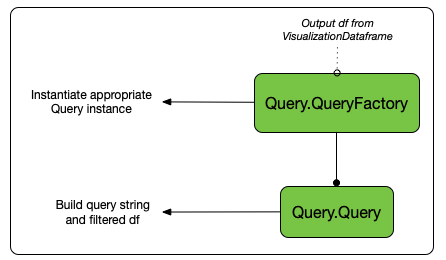 Output df from
VisualizationDataframe
Instantiate appropriate
Query instance
Query.QueryFactory
Build query string
and filtered df
Query.Query